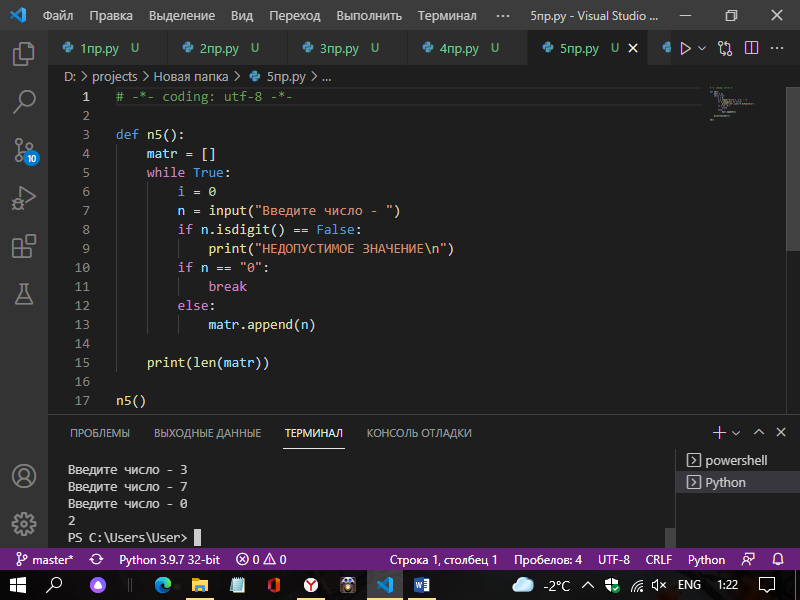 Файл Правка Выделение Вид Переход Выполнить Терминал ··· 5пр.py - Visual Studio ...
1пр.py U 2пр.py U 3пр.py U 4пр.py U 5пр.py U
D: > projects > Новая папка > 5пр.py > ...
1 # -*- coding: utf-8 -*-
2
3 def n5():
4 matr = []
5 while True:
6 i = 0
7 n = input("Введите число - ")
8 if n.isdigit() == False:
9 print("НЕДОПУСТИМОЕ ЗНАЧЕНИЕ\n")
10 if n == "0":
11 break
12 else:
13 matr.append(n)
14
15 print(len(matr))
16
17 n5()
10
ПРОБЛЕМЫ ВЫХОДНЫЕ ДАННЫЕ ТЕРМИНАЛ КОНСОЛЬ ОТЛАДКИ
Введите число - 3
Введите число - 7
Введите число - 0
2
PS C:\Users\User>
powershell
Python
master* Python 3.9.7 32-bit 0 0 Строка 1, столбец 1 Пробелов: 4 UTF-8 CRLF Python
-2°C ENG 1:22